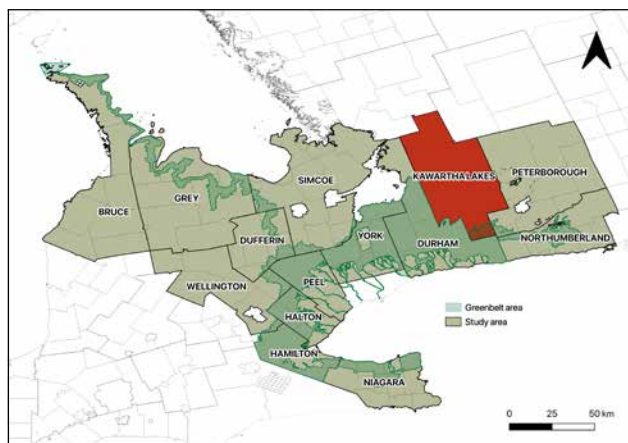 KAWARTHA LAKES
PETERBOROUGH
SIMCOE
GREY
BRUCE
NORTHUMBERLAND
YORK
DUFFERIN
DURHAM
PEEL
WELLINGTON
Greenbelt area
HALTON
Study area
HAMILTON
NIAGARA
0 25 50 km